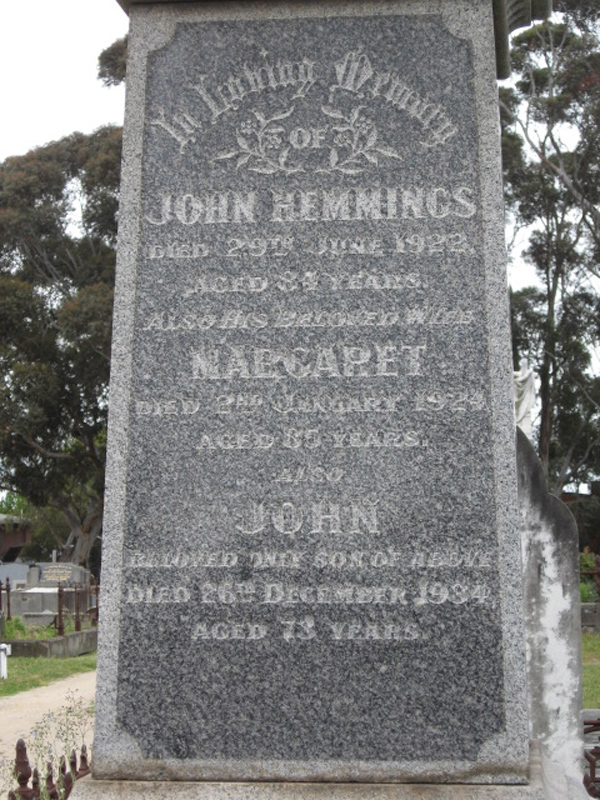 In Loving Memory
OF
JOHN HEMMINGS
DIED 29TH JUNE 1922.
AGED 84 YEARS.
ALSO HIS BELOVED WIFE
MARGARET
DIED 2ND JANUARY 1924
AGED 85 YEARS.
ALSO
JOHN
BELOVED ONLY SON OF ABOVE
DIED 26TH DECEMBER 1934
AGED 73 YEARS.